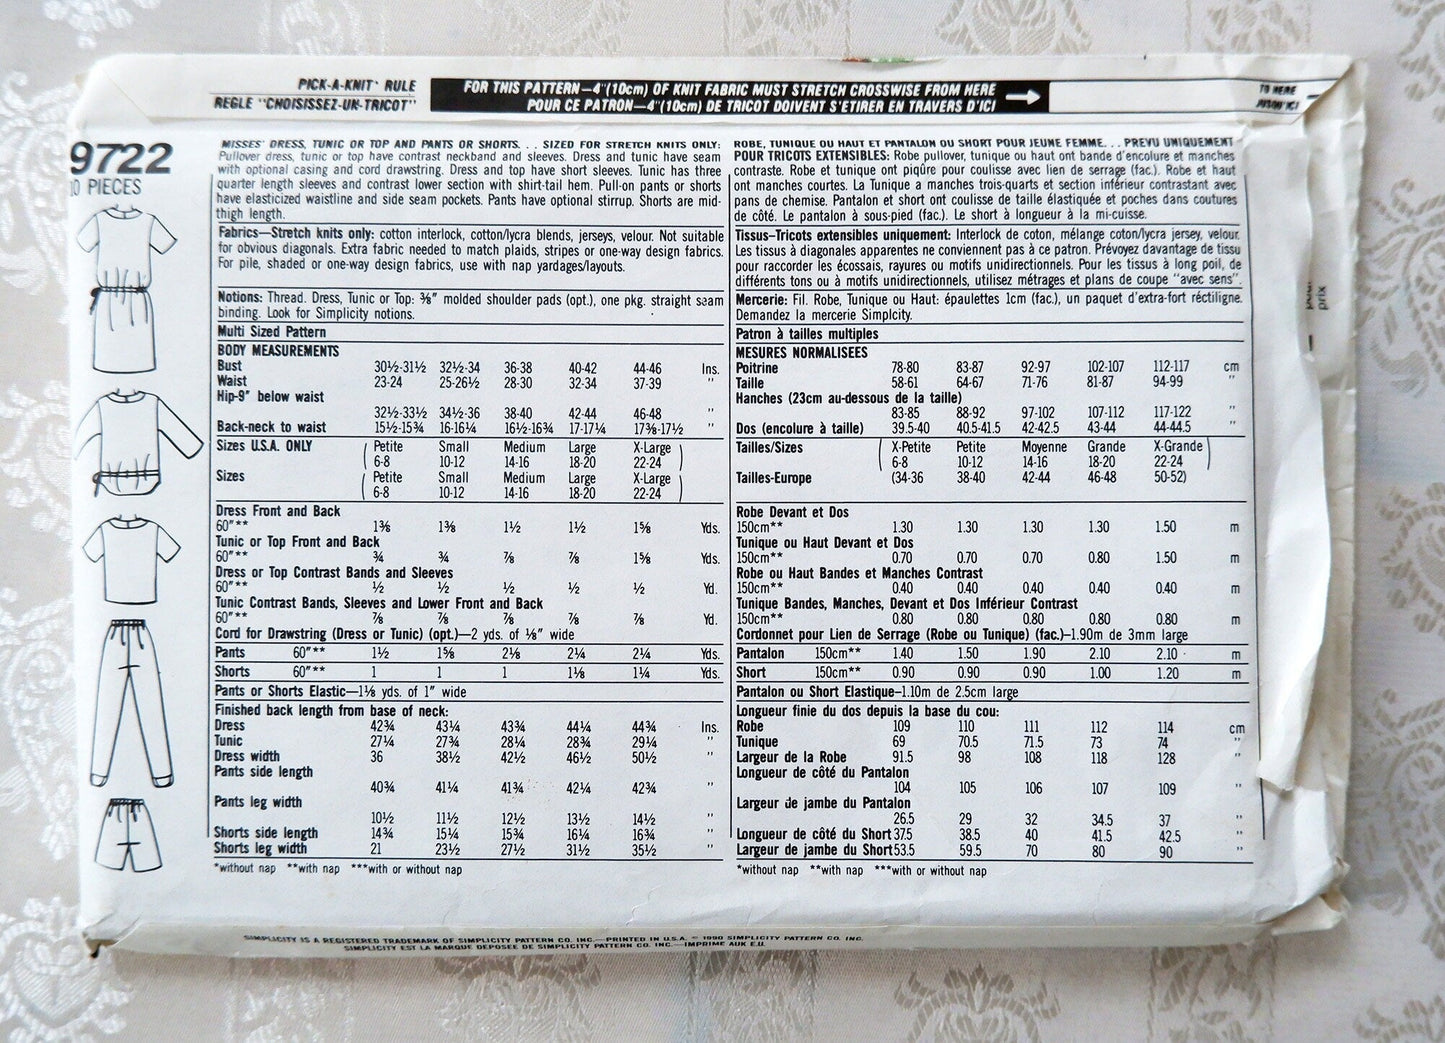 PICK-A-KNIT* RULE
REGLE "CHOISISSEZ-UN-TRICOT"
FOR THIS PATTERN—4"(10cm) OF KNIT FABRIC MUST STRETCH CROSSWISE FROM HERE
POUR CE PATRON—4"(10cm) DE TRICOT DOIVENT S'ETIRER EN TRAVERS D'ICI
TO HERE
JUSQU'ICI
9722
10 PIECES
MISSES' DRESS, TUNIC OR TOP AND PANTS OR SHORTS. . . SIZED FOR STRETCH KNITS ONLY:
Pullover dress, tunic or top have contrast neckband and sleeves. Dress and tunic have seam
with optional casing and cord drawstring. Dress and top have short sleeves. Tunic has three
quarter length sleeves and contrast lower section with shirt-tail hem. Pull-on pants or shorts
have elasticized waistline and side seam pockets. Pants have optional stirrup. Shorts are mid-
thigh length.
Fabrics—Stretch knits only: cotton interlock, cotton/lycra blends, jerseys, velour. Not suitable
for obvious diagonals. Extra fabric needed to match plaids, stripes or one-way design fabrics.
For pile, shaded or one-way design fabrics, use with nap yardages/layouts.
Notions: Thread. Dress, Tunic or Top: ⅜" molded shoulder pads (opt.), one pkg. straight seam
binding. Look for Simplicity notions.
Multi Sized Pattern
BODY MEASUREMENTS
Bust 30½-31½ 32½-34 36-38 40-42 44-46 Ins.
Waist 23-24 25-26½ 28-30 32-34 37-39 "
Hip-9" below waist
32½-33½ 34½-36 38-40 42-44 46-48 "
Back-neck to waist 15½-15¾ 16-16¼ 16½-16¾ 17-17¼ 17⅜-17½ "
Sizes U.S.A. ONLY Petite Small Medium Large X-Large
6-8 10-12 14-16 18-20 22-24
Sizes Petite Small Medium Large X-Large
6-8 10-12 14-16 18-20 22-24
Dress Front and Back
60"** 1⅜ 1⅜ 1½ 1½ 1⅝ Yds.
Tunic or Top Front and Back
60"** ¾ ¾ ⅞ ⅞ 1⅝ Yds.
Dress or Top Contrast Bands and Sleeves
60"** ½ ½ ½ ½ ½ Yd.
Tunic Contrast Bands, Sleeves and Lower Front and Back
60"** ⅞ ⅞ ⅞ ⅞ ⅞ Yd.
Cord for Drawstring (Dress or Tunic) (opt.)—2 yds. of ⅛" wide
Pants 60"** 1½ 1⅝ 2⅛ 2¼ 2¼ Yds.
Shorts 60"** 1 1 1 1⅛ 1¼ Yds.
Pants or Shorts Elastic—1⅛ yds. of 1" wide
Finished back length from base of neck:
Dress 42¾ 43¼ 43¾ 44¼ 44¾ Ins.
Tunic 27¼ 27¾ 28¼ 28¾ 29¼ "
Dress width 36 38½ 42½ 46½ 50½ "
Pants side length
40¾ 41¼ 41¾ 42¼ 42¾ "
Pants leg width
10½ 11½ 12½ 13½ 14½ "
Shorts side length 14¾ 15¼ 15¾ 16¼ 16¾ "
Shorts leg width 21 23½ 27½ 31½ 35½ "
*without nap **with nap ***with or without nap
ROBE, TUNIQUE OU HAUT ET PANTALON OU SHORT POUR JEUNE FEMME. . . PREVU UNIQUEMENT
POUR TRICOTS EXTENSIBLES: Robe pullover, tunique ou haut ont bande d'encolure et manches
contraste. Robe et tunique ont piqûre pour coulisse avec lien de serrage (fac.). Robe et haut
ont manches courtes. La Tunique a manches trois-quarts et section inférieur contrastant avec
pans de chemise. Pantalon et short ont coulisse de taille élastiquée et poches dans coutures
de côté. Le pantalon à sous-pied (fac.). Le short à longueur à la mi-cuisse.
Tissus-Tricots extensibles uniquement: Interlock de coton, mélange coton/lycra jersey, velour.
Les tissus à diagonales apparentes ne conviennent pas à ce patron. Prévoyez davantage de tissu
pour raccorder les écossais, rayures ou motifs unidirectionnels. Pour les tissus à long poil, de
différents tons ou à motifs unidirectionnels, utilisez métrages et plans de coupe "avec sens".
Mercerie: Fil. Robe, Tunique ou Haut: épaulettes 1cm (fac.), un paquet d'extra-fort réctiligne.
Demandez la mercerie Simplcity.
Patron à tailles multiples
MESURES NORMALISEES
Poitrine 78-80 83-87 92-97 102-107 112-117 cm
Taille 58-61 64-67 71-76 81-87 94-99 "
Hanches (23cm au-dessous de la taille)
83-85 88-92 97-102 107-112 117-122 "
Dos (encolure à taille) 39.5-40 40.5-41.5 42-42.5 43-44 44-44.5 "
Tailles/Sizes X-Petite Petite Moyenne Grande X-Grande
6-8 10-12 14-16 18-20 22-24
Tailles-Europe (34-36 38-40 42-44 46-48 50-52)
Robe Devant et Dos
150cm** 1.30 1.30 1.30 1.30 1.50 m
Tunique ou Haut Devant et Dos
150cm** 0.70 0.70 0.70 0.80 1.50 m
Robe ou Haut Bandes et Manches Contrast
150cm** 0.40 0.40 0.40 0.40 0.40 m
Tunique Bandes, Manches, Devant et Dos Inférieur Contrast
150cm** 0.80 0.80 0.80 0.80 0.80 m
Cordonnet pour Lien de Serrage (Robe ou Tunique) (fac.)—1.90m de 3mm large
Pantalon 150cm** 1.40 1.50 1.90 2.10 2.10 m
Short 150cm** 0.90 0.90 0.90 1.00 1.20 m
Pantalon ou Short Elastique-1.10m de 2.5cm large
Longueur finie du dos depuis la base du cou:
Robe 109 110 111 112 114 cm
Tunique 69 70.5 71.5 73 74 "
Largeur de la Robe 91.5 98 108 118 128 "
Longueur de côté du Pantalon
104 105 106 107 109 "
Largeur de jambe du Pantalon
26.5 29 32 34.5 37 "
Longueur de côté du Short 37.5 38.5 40 41.5 42.5 "
Largeur de jambe du Short 53.5 59.5 70 80 90 "
*without nap **with nap ***with or without nap
prix
SIMPLICITY IS A REGISTERED TRADEMARK OF SIMPLICITY PATTERN CO. INC.—PRINTED IN U.S.A. © 1990 SIMPLICITY PATTERN CO. INC.
SIMPLICITY EST LA MARQUE DEPOSEE DE SIMPLICITY PATTERN CO. INC.—IMPRIME AUX E.U.